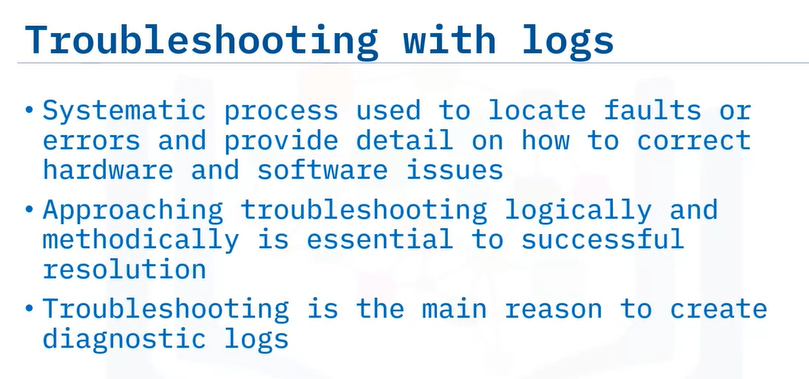 Troubleshooting with logs
• Systematic process used to locate faults or
errors and provide detail on how to correct
hardware and software issues
• Approaching troubleshooting logically and
methodically is essential to successful
resolution
• Troubleshooting is the main reason to create
diagnostic logs